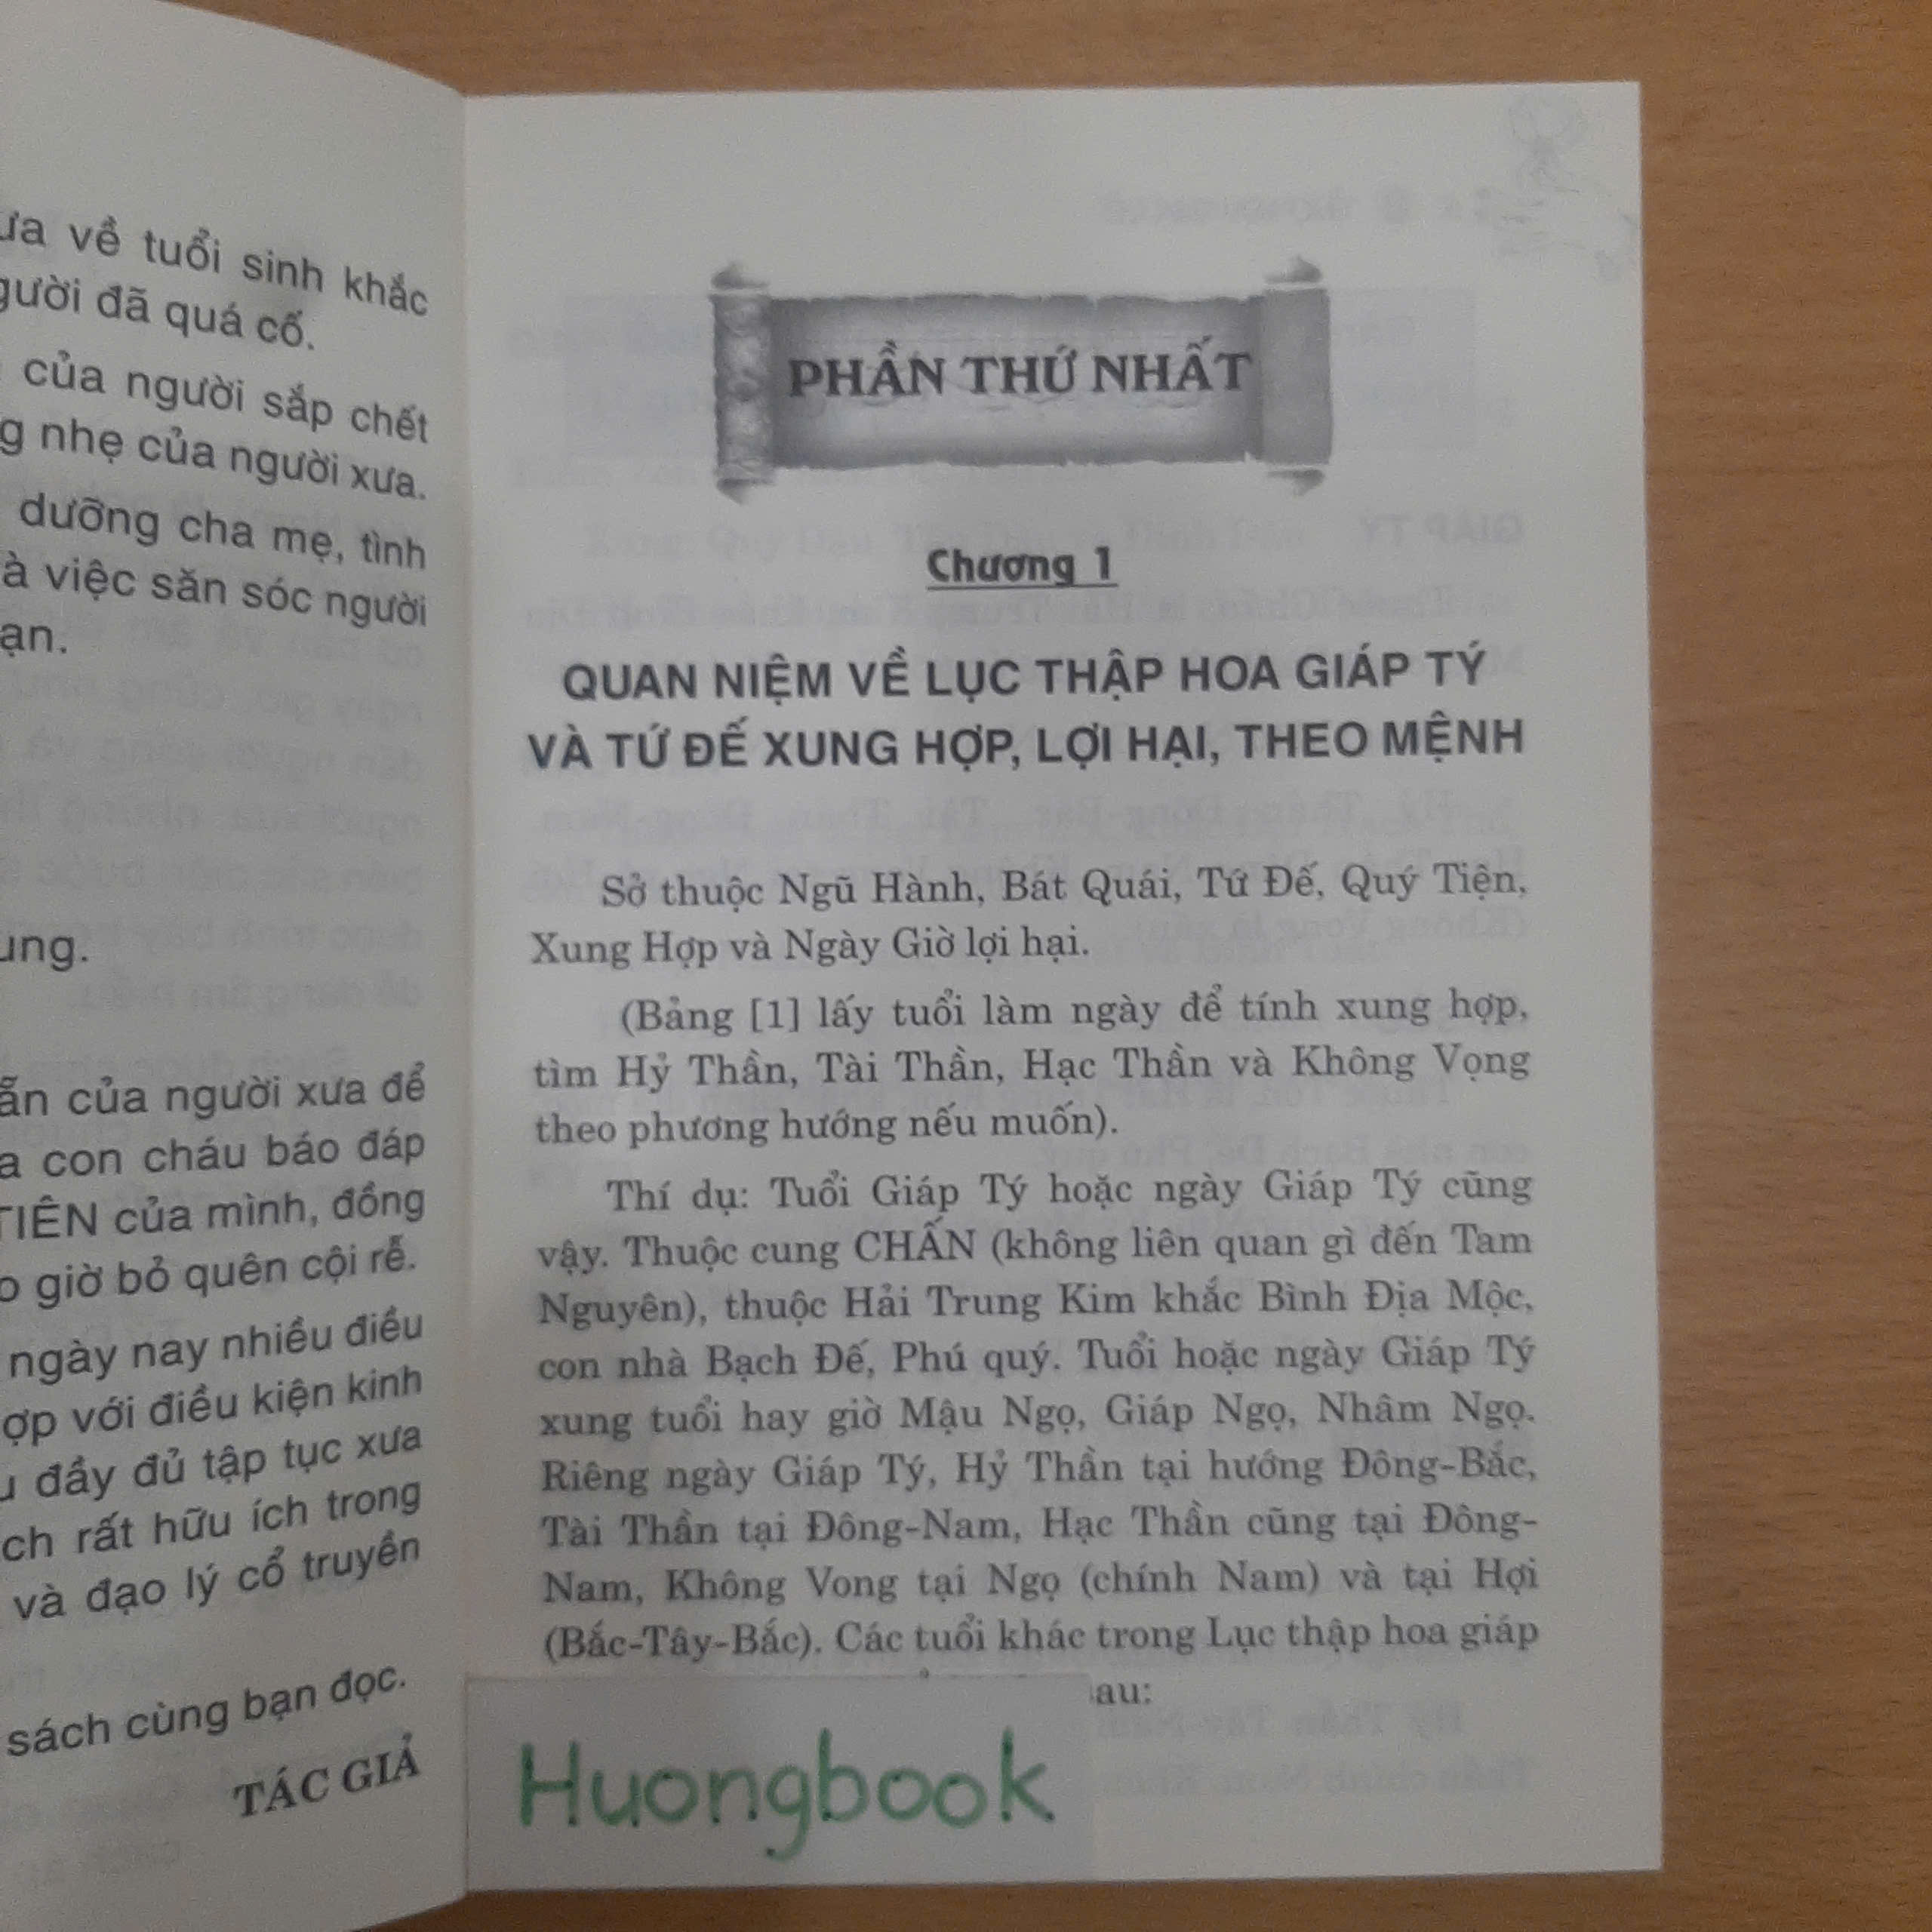 về tuổi sinh khắc
đã quá cố.
của người sắp chết
nhẹ của người xưa.
dưỡng cha mẹ, tình
việc săn sóc người
của người xưa để
con cháu báo đáp
của mình, đồng
giờ bỏ quên cội rễ.
ngày nay nhiều điều
với điều kiện kinh
đầy đủ tập tục xưa
rất hữu ích trong
và đạo lý cổ truyền
sách cùng bạn đọc.
TÁC GIẢ
PHẦN THỨ NHẤT
Chương 1
QUAN NIỆM VỀ LỤC THẬP HOA GIÁP TÝ
VÀ TỨ ĐẾ XUNG HỢP, LỢI HẠI, THEO MỆNH
Sở thuộc Ngũ Hành, Bát Quái, Tứ Đế, Quý Tiện,
Xung Hợp và Ngày Giờ lợi hại.
(Bảng [1] lấy tuổi làm ngày để tính xung hợp,
tìm Hỷ Thần, Tài Thần, Hạc Thần và Không Vọng
theo phương hướng nếu muốn).
Thí dụ: Tuổi Giáp Tý hoặc ngày Giáp Tý cũng
vậy. Thuộc cung CHẤN (không liên quan gì đến Tam
Nguyên), thuộc Hải Trung Kim khắc Bình Địa Mộc,
con nhà Bạch Đế, Phú quý. Tuổi hoặc ngày Giáp Tý
xung tuổi hay giờ Mậu Ngọ, Giáp Ngọ, Nhâm Ngọ.
Riêng ngày Giáp Tý, Hỷ Thần tại hướng Đông-Bắc,
Tài Thần tại Đông-Nam, Hạc Thần cũng tại Đông-
Nam, Không Vong tại Ngọ (chính Nam) và tại Hợi
(Bắc-Tây-Bắc). Các tuổi khác trong Lục thập hoa giáp
Huongbook